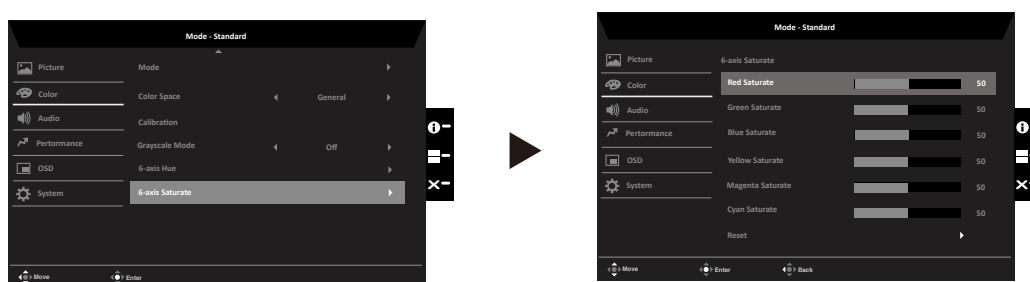 Mode - Standard
Picture
Mode
Color
Color Space
General
Audio
Calibration
Pertormance
Grayscale Mode
Off
OSD
6-axis Hue
System
6-axis Saturate
Move
Enter
Mode - Standard
Picture
6-axis Saturate
Color
Red Saturate
50
Audio
Green Saturate
50
Pertormance
Blue Saturate
50
OSD
Yellow Saturate
50
System
Magenta Saturate
50
Cyan Saturate
50
Reset
Move
Enter
Back